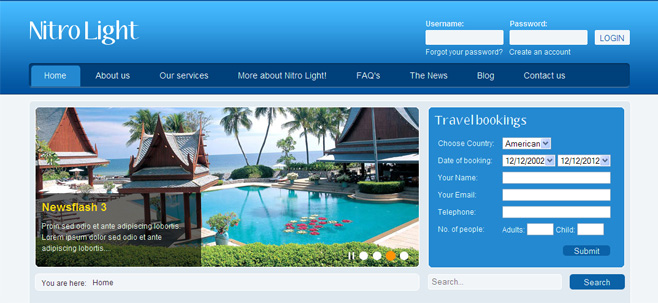 Nitro Light
Username: Password:
LOGIN
Forgot your password? Create an account
Home About us Our services More about Nitro Light! FAQ's The News Blog Contact us
Newsflash 3
Proin sed odio et ante adipiscing lobortis.
Lorem ipsum dolor sed odio et ante
adipiscing lobortis....
Travel bookings
Choose Country: American
Date of booking: 12/12/2002 12/12/2012
Your Name:
Your Email:
Telephone:
No. of people: Adults: Child:
Submit
You are here: Home
Search... Search